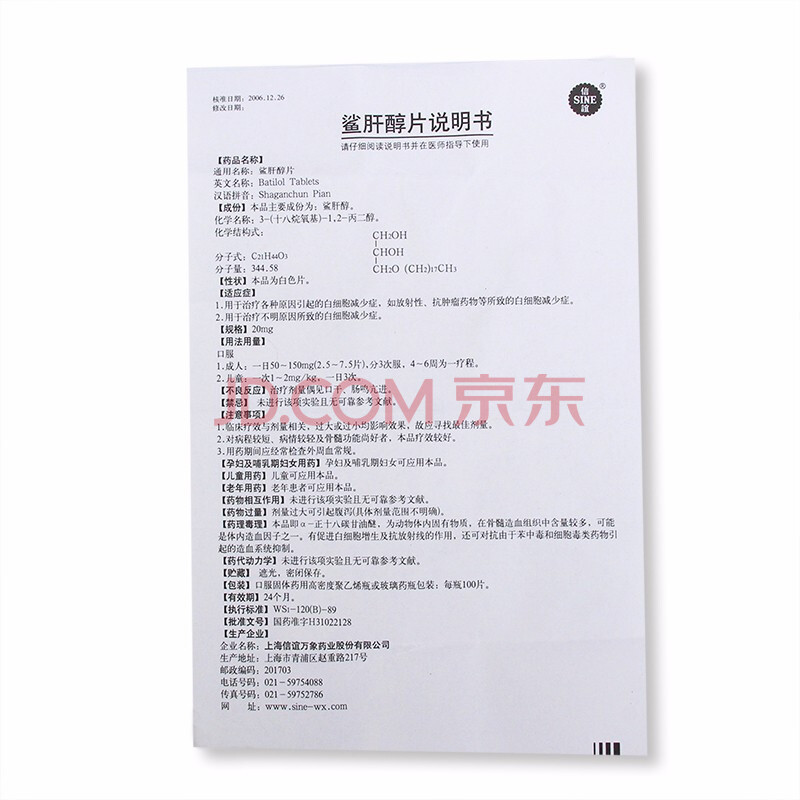 核准日期：2006.12.26
修改日期：
信
SINE
谊
®
鲨肝醇片说明书
请仔细阅读说明书并在医师指导下使用
【药品名称】
通用名称：鲨肝醇片
英文名称：Batilol Tablets
汉语拼音：Shaganchun Pian
【成份】本品主要成份为：鲨肝醇。
化学名称：3-(十八烷氧基)-1,2-丙二醇。
化学结构式：
CH2OH
CHOH
CH2O (CH2)17CH3
分子式：C21H44O3
分子量：344.58
【性状】本品为白色片。
【适应症】
1.用于治疗各种原因引起的白细胞减少症，如放射性、抗肿瘤药物等所致的白细胞减少症。
2.用于治疗不明原因所致的白细胞减少症。
【规格】20mg
【用法用量】
口服
1.成人：一日50～150mg(2.5～7.5片)，分3次服，4～6周为一疗程。
2.儿童：一次1～2mg/kg，一日3次。
【不良反应】治疗剂量偶见口干、肠鸣亢进。
【禁忌】 未进行该项实验且无可靠参考文献。
【注意事项】
1.临床疗效与剂量相关，过大或过小均影响效果，故应寻找最佳剂量。
2.对病程较短、病情较轻及骨髓功能尚好者，本品疗效较好。
3.用药期间应经常检查外周血常规。
【孕妇及哺乳期妇女用药】孕妇及哺乳期妇女可应用本品。
【儿童用药】儿童可应用本品。
【老年用药】老年患者可应用本品。
【药物相互作用】未进行该项实验且无可靠参考文献。
【药物过量】剂量过大可引起腹泻(具体剂量范围不明确)。
【药理毒理】本品即α-正十八碳甘油醚，为动物体内固有物质，在骨髓造血组织中含量较多，可能
是体内造血因子之一。有促进白细胞增生及抗放射线的作用，还可对抗由于苯中毒和细胞毒类药物引
起的造血系统抑制。
【药代动力学】未进行该项实验且无可靠参考文献。
【贮藏】 遮光，密闭保存。
【包装】口服固体药用高密度聚乙烯瓶或玻璃药瓶包装；每瓶100片。
【有效期】24个月。
【执行标准】WS1-120(B)-89
【批准文号】国药准字H31022128
【生产企业】
企业名称：上海信谊万象药业股份有限公司
生产地址：上海市青浦区赵重路217号
邮政编码：201703
电话号码：021-59754088
传真号码：021-59752786
网　　址：www.sine-wx.com
JD.COM 京东